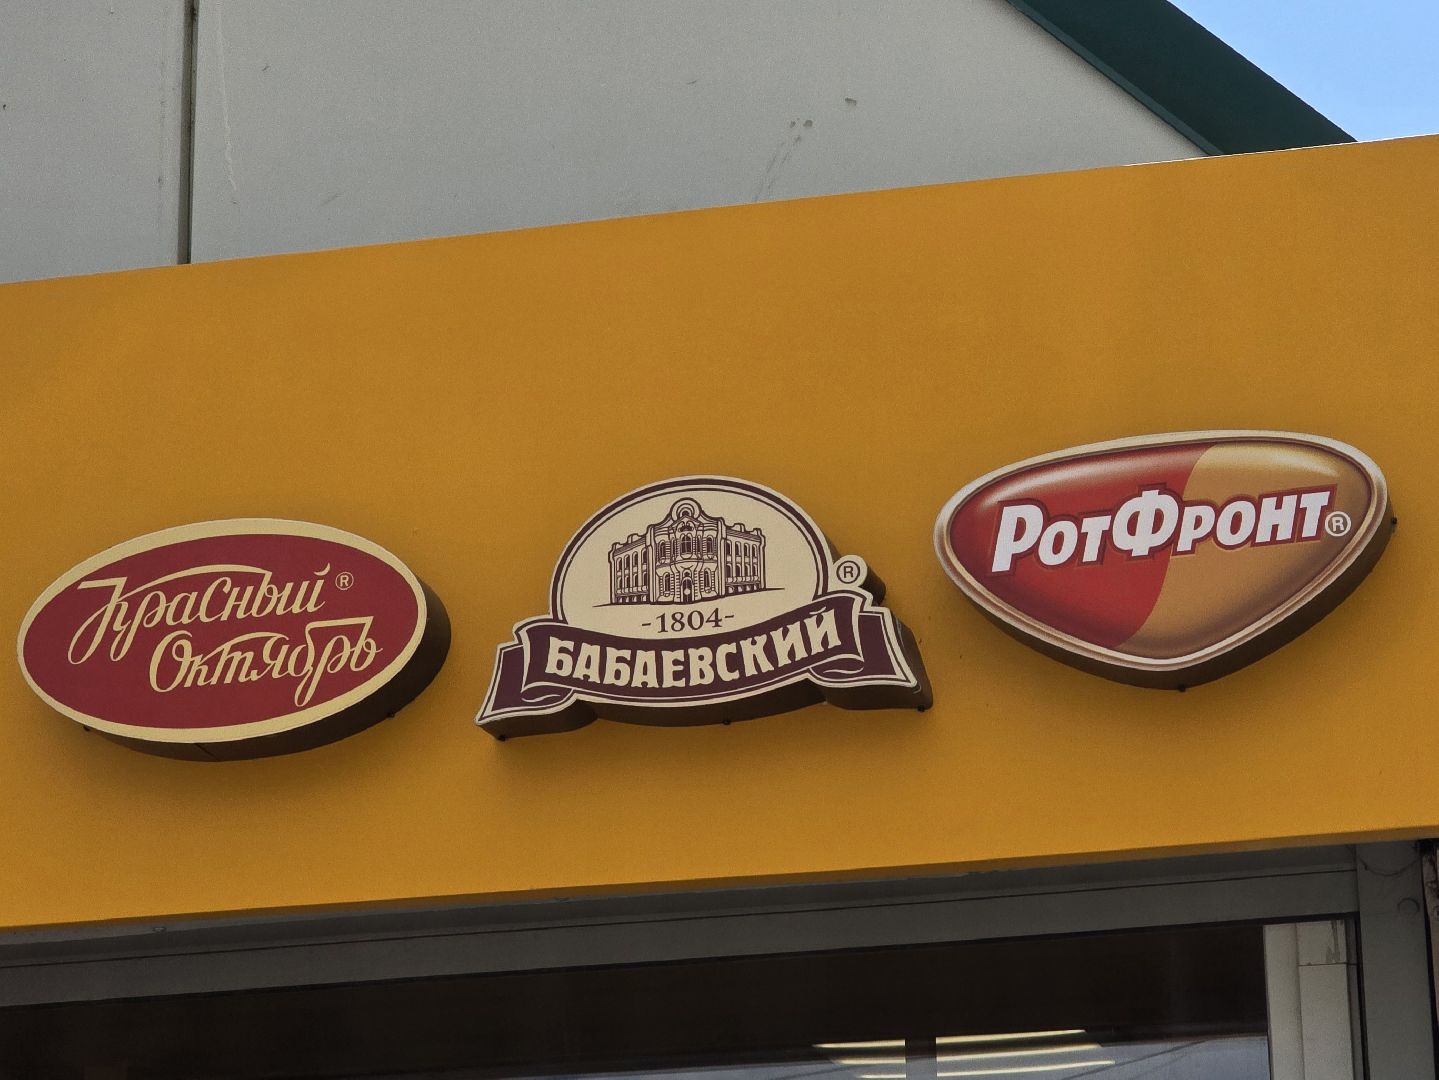 Красный ®
Октябрь
-1804-
БАБАЕВСКИЙ ®
РотФронт ®